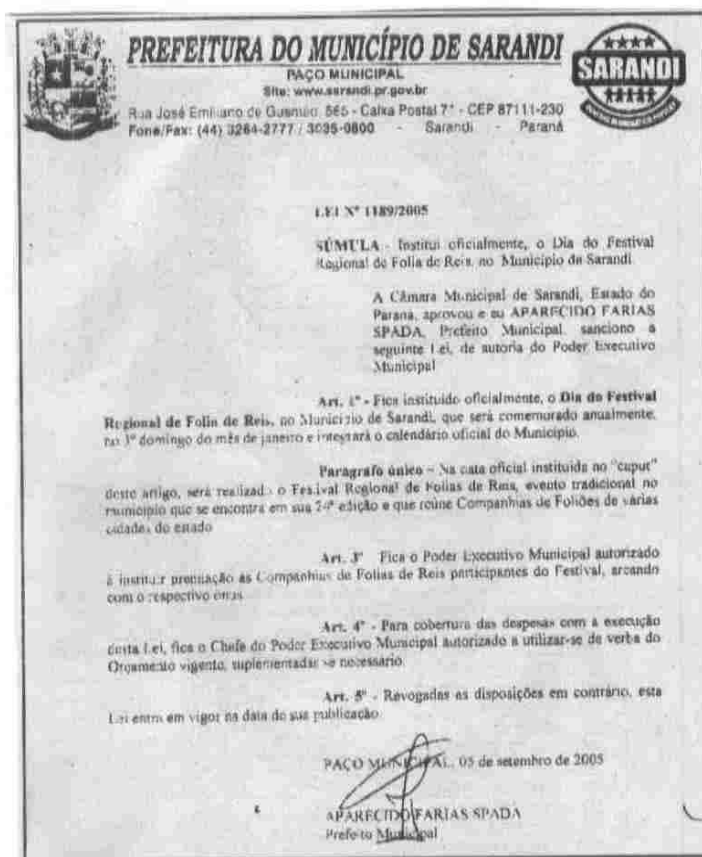 PREFEITURA DO MUNICÍPIO DE SARANDI
PAÇO MUNICIPAL
Site: www.sarandi.pr.gov.br
Rua José Emiliano de Gusmão, 565 - Caixa Postal 71 - CEP 87111-230
Fone/Fax: (44) 3264-2777 / 3035-0800 - Sarandi - Paraná
SARANDI
LEI Nº 1189/2005
SÚMULA - Institui oficialmente, o Dia do Festival
Regional de Folia de Reis, no Município de Sarandi
A Câmara Municipal de Sarandi, Estado do
Paraná, aprovou e eu APARECIDO FARIAS
SPADA, Prefeito Municipal, sanciono a
seguinte Lei, de autoria do Poder Executivo
Municipal
Art. 1º - Fica instituído oficialmente, o Dia do Festival
Regional de Folia de Reis, no Município de Sarandi, que será comemorado anualmente,
no domingo do mês de janeiro e integrará o calendário oficial do Município.
Paragrafo único – Na data oficial instituída no "caput"
deste artigo, será realizado o Festival Regional de Folias de Reis, evento tradicional no
município que se encontra em sua edição e que reúne Companhias de Foliões de várias
cidades do estado
Art. 3º Fica o Poder Executivo Municipal autorizado
à instituir premiação as Companhias de Folias de Reis participantes do Festival, arcando
com o respectivo ônus
Art. 4º - Para cobertura das despesas com a execução
desta Lei, fica o Chefe do Poder Executivo Municipal autorizado a utilizar-se de verba do
Orçamento vigente, suplementadas se necessário
Art. 5º - Revogadas as disposições em contrário, esta
Lei entra em vigor na data de sua publicação
PAÇO MUNICIPAL, 05 de setembro de 2005
APARECIDO FARIAS SPADA
Prefeito Municipal